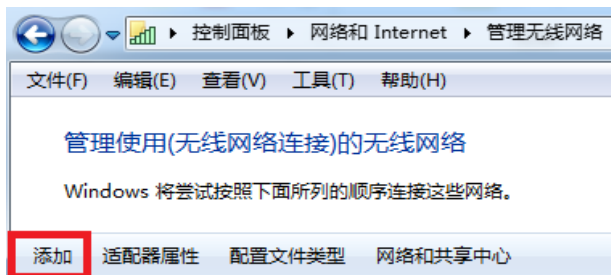 控制面板 ▸ 网络和 Internet ▸ 管理无线网络
文件(F) 编辑(E) 查看(V) 工具(T) 帮助(H)
管理使用(无线网络连接)的无线网络
Windows 将尝试按照下面所列的顺序连接这些网络。
添加 适配器属性 配置文件类型 网络和共享中心